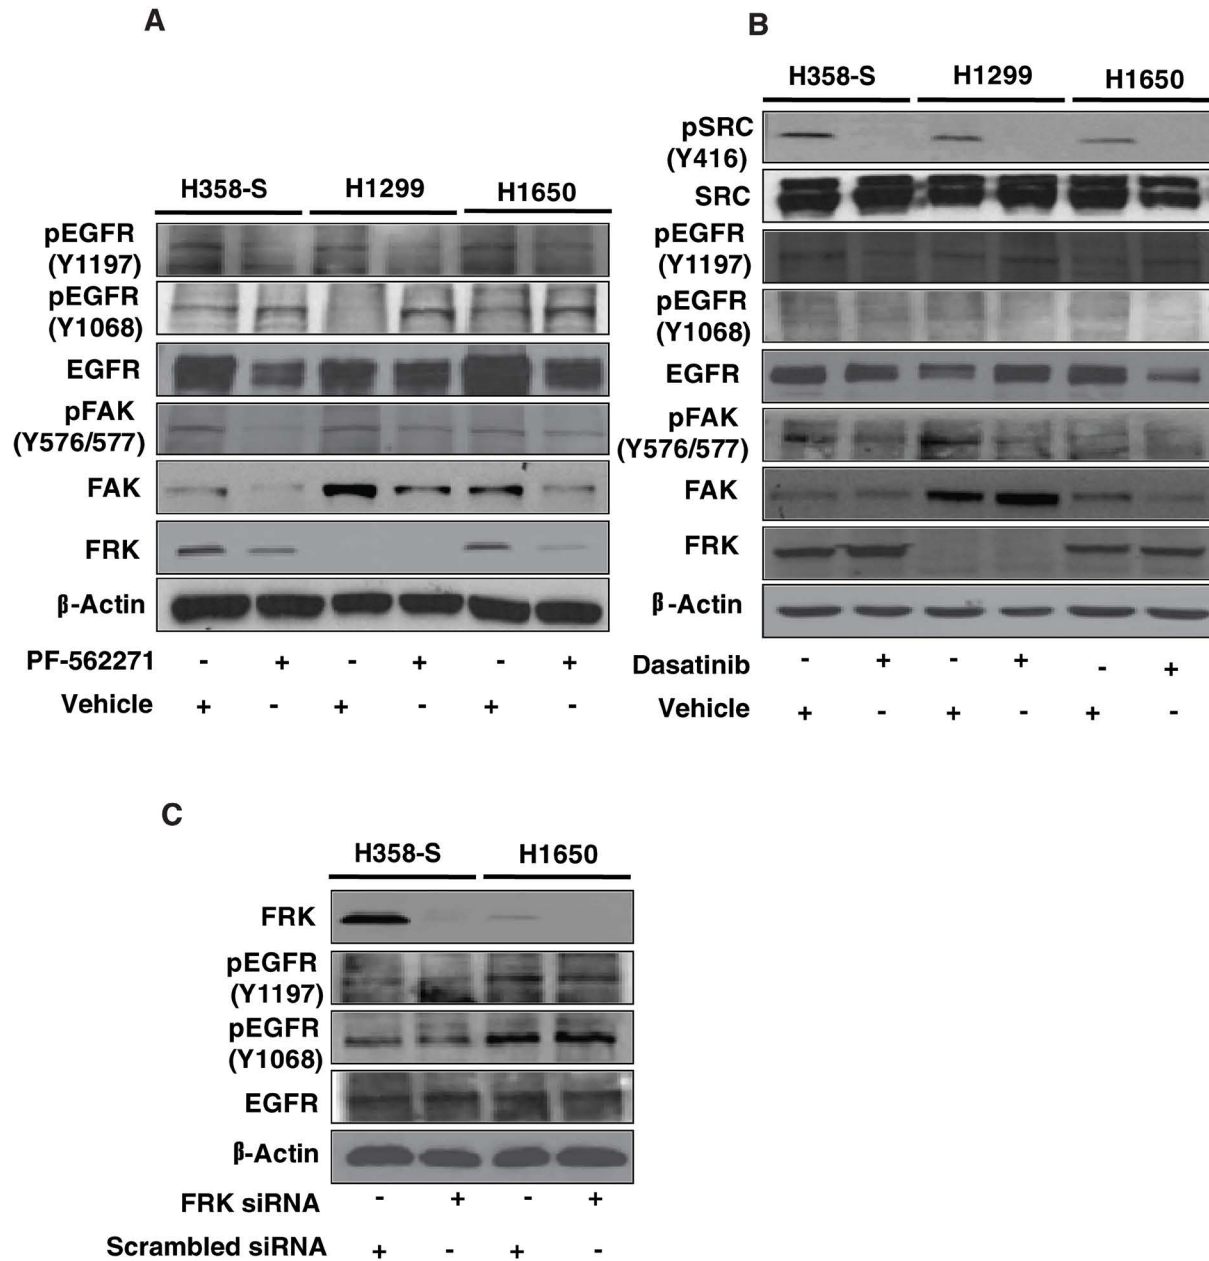 A
H358-S H1299 H1650
pEGFR
(Y1197)
pEGFR
(Y1068)
EGFR
pFAK
(Y576/577)
FAK
FRK
β-Actin
PF-562271 - + - + - +
Vehicle + - + - + -
B
H358-S H1299 H1650
pSRC
(Y416)
SRC
pEGFR
(Y1197)
pEGFR
(Y1068)
EGFR
pFAK
(Y576/577)
FAK
FRK
β-Actin
Dasatinib - + - + - +
Vehicle + - + - + -
C
H358-S H1650
FRK
pEGFR
(Y1197)
pEGFR
(Y1068)
EGFR
β-Actin
FRK siRNA - + - +
Scrambled siRNA + - + -